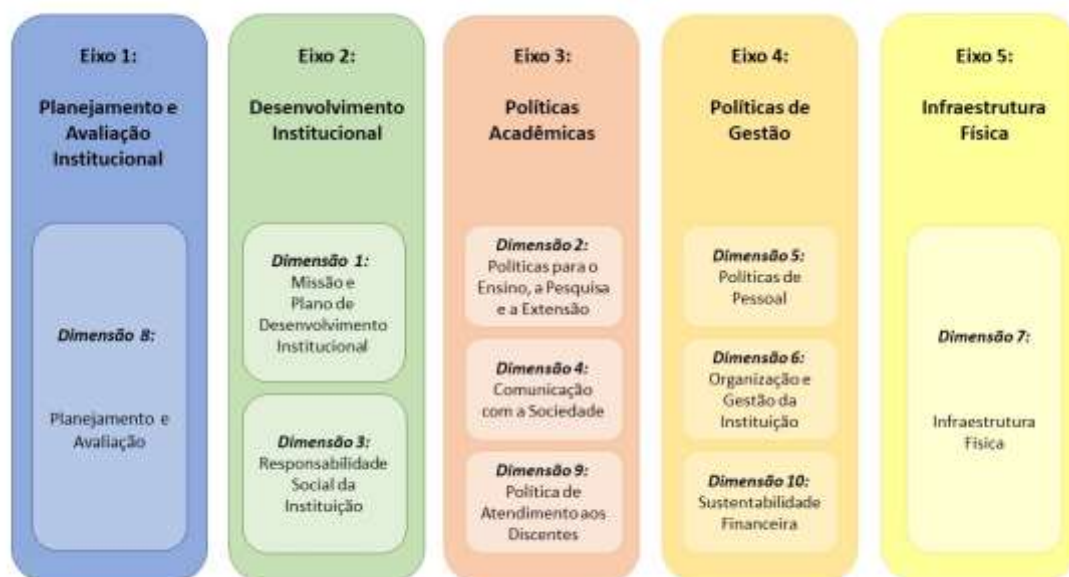 Eixo 1:
Planejamento e
Avaliação
Institucional
Dimensão 8:
Planejamento e
Avaliação
Eixo 2:
Desenvolvimento
Institucional
Dimensão 1:
Missão e
Plano de
Desenvolvimento
Institucional
Dimensão 3:
Responsabilidade
Social da
Instituição
Eixo 3:
Políticas
Acadêmicas
Dimensão 2:
Políticas para o
Ensino, a Pesquisa
e a Extensão
Dimensão 4:
Comunicação
com a Sociedade
Dimensão 9:
Política de
Atendimento aos
Discentes
Eixo 4:
Políticas de
Gestão
Dimensão 5:
Políticas de
Pessoal
Dimensão 6:
Organização e
Gestão da
Instituição
Dimensão 10:
Sustentabilidade
Financeira
Eixo 5:
Infraestrutura
Física
Dimensão 7:
Infraestrutura
Física